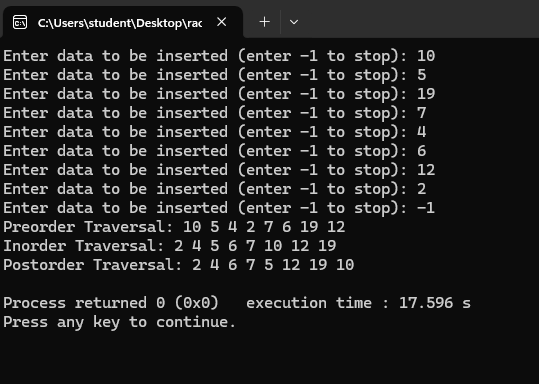 C:\Users\student\Desktop\rac
Enter data to be inserted (enter -1 to stop): 10
Enter data to be inserted (enter -1 to stop): 5
Enter data to be inserted (enter -1 to stop): 19
Enter data to be inserted (enter -1 to stop): 7
Enter data to be inserted (enter -1 to stop): 4
Enter data to be inserted (enter -1 to stop): 6
Enter data to be inserted (enter -1 to stop): 12
Enter data to be inserted (enter -1 to stop): 2
Enter data to be inserted (enter -1 to stop): -1
Preorder Traversal: 10 5 4 2 7 6 19 12
Inorder Traversal: 2 4 5 6 7 10 12 19
Postorder Traversal: 2 4 6 7 5 12 19 10
Process returned 0 (0x0)   execution time : 17.596 s
Press any key to continue.